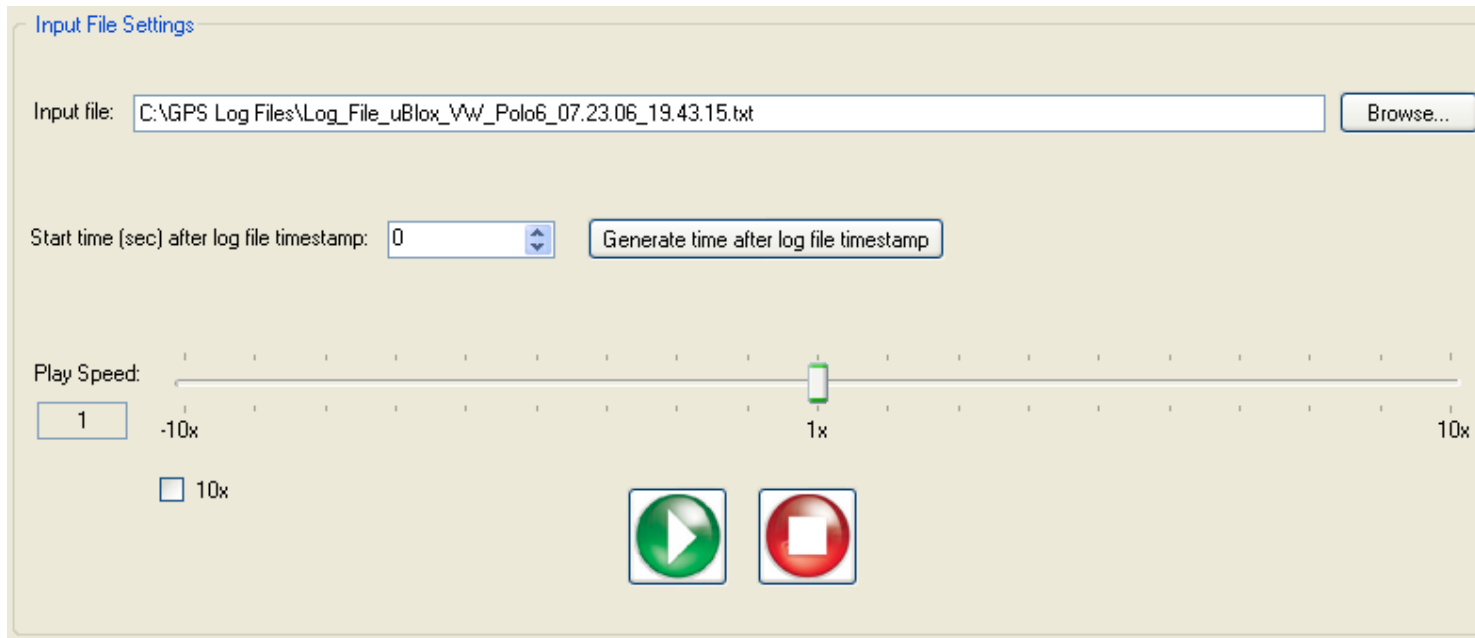 Input File Settings
Input file: C:\GPS Log Files\Log_File_uBlox_VW_Polo6_07.23.06_19.43.15.txt Browse...
Start time (sec) after log file timestamp: 0 Generate time after log file timestamp
Play Speed:
1
-10x 1x 10x
10x